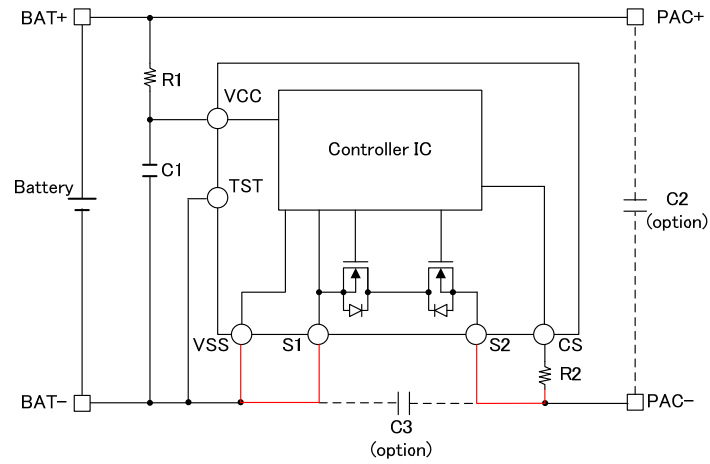 BAT+
PAC+
R1
VCC
Controller IC
C1
TST
Battery
C2
(option)
VSS
S1
S2
CS
R2
BAT-
PAC-
C3
(option)